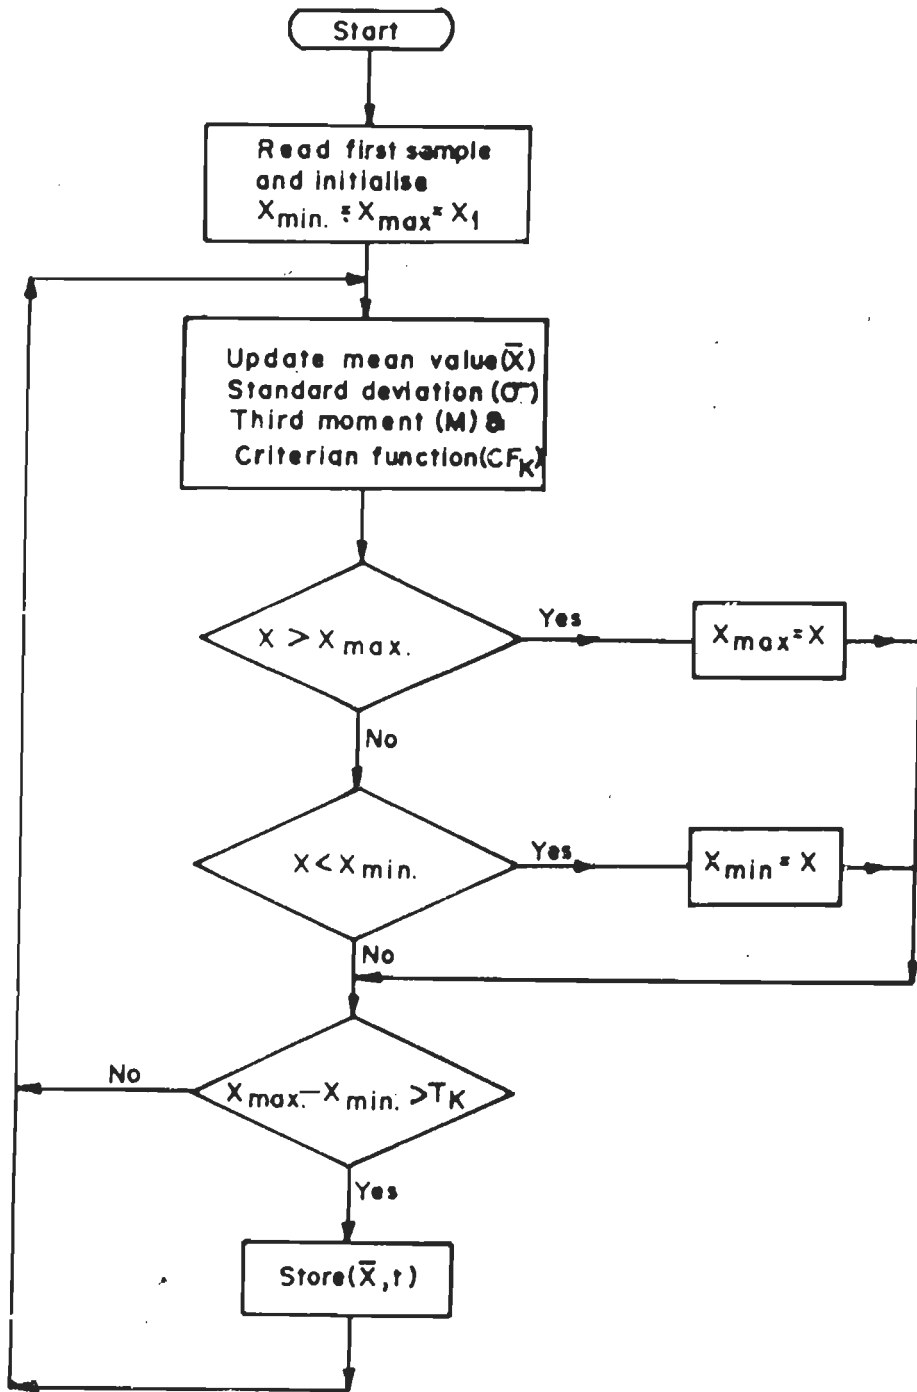 Start
Read first sample
and initialise
Xmin. = Xmax = X1
Update mean value(X̄)
Standard deviation (σ)
Third moment (M) &
Criterian function(CFK)
X > Xmax.
Yes
Xmax = X
No
X < Xmin.
Yes
Xmin = X
No
Xmax. - Xmin. > TK
No
Yes
Store(X̄,t)